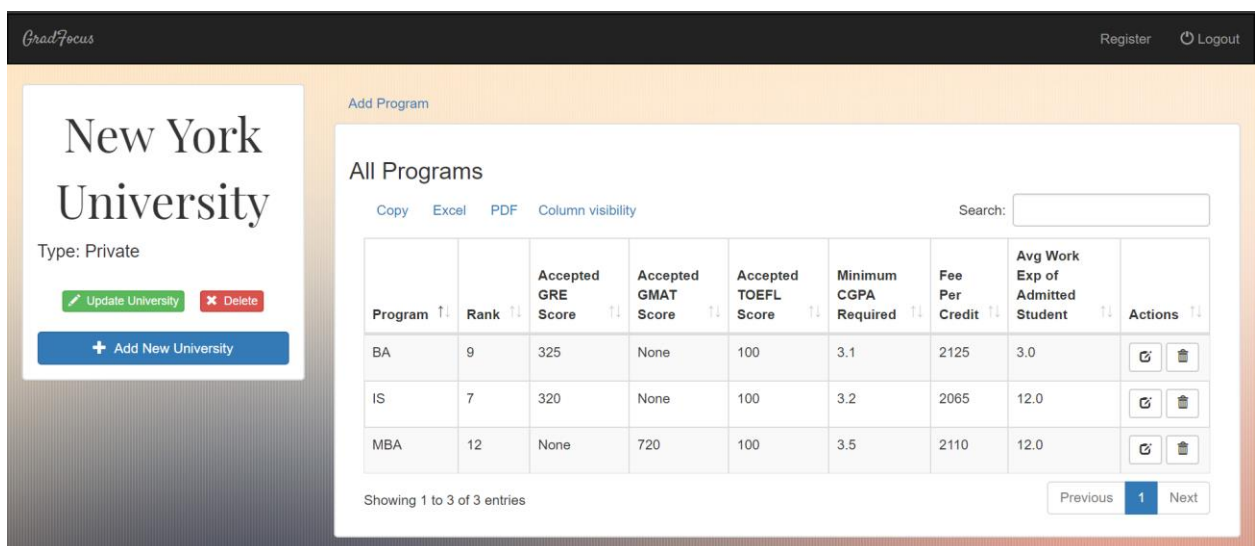 GradFocus Register Logout
New York
University
Type: Private
Update University Delete
Add New University
Add Program
All Programs
Copy Excel PDF Column visibility Search:
Program Rank Accepted GRE Score Accepted GMAT Score Accepted TOEFL Score Minimum CGPA Required Fee Per Credit Avg Work Exp of Admitted Student Actions
BA 9 325 None 100 3.1 2125 3.0
IS 7 320 None 100 3.2 2065 12.0
MBA 12 None 720 100 3.5 2110 12.0
Showing 1 to 3 of 3 entries Previous 1 Next